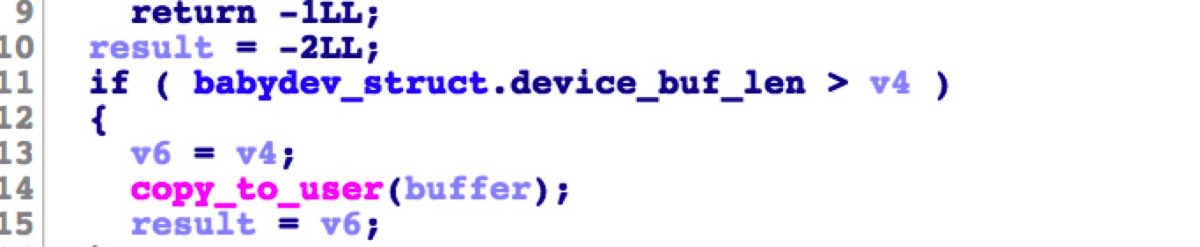 9 return -1LL;
10 result = -2LL;
11 if ( babydev_struct.device_buf_len > v4 )
12 {
13 v6 = v4;
14 copy_to_user(buffer);
15 result = v6;